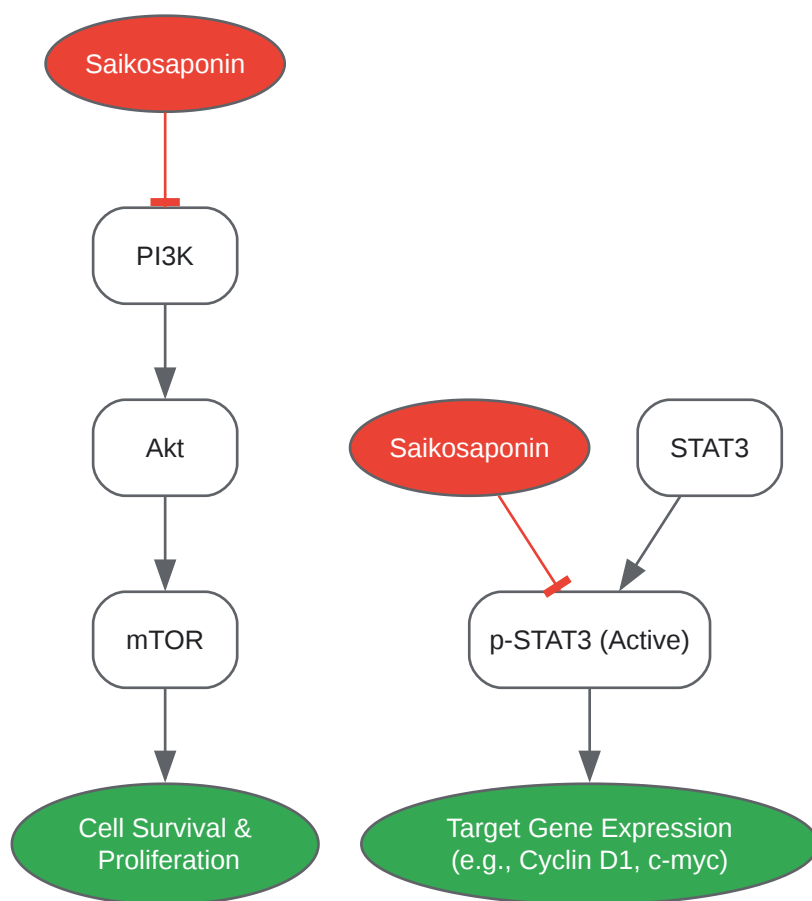 Saikosaponin
PI3K
Akt
mTOR
Cell Survival &
Proliferation
Saikosaponin
STAT3
p-STAT3 (Active)
Target Gene Expression
(e.g., Cyclin D1, c-myc)